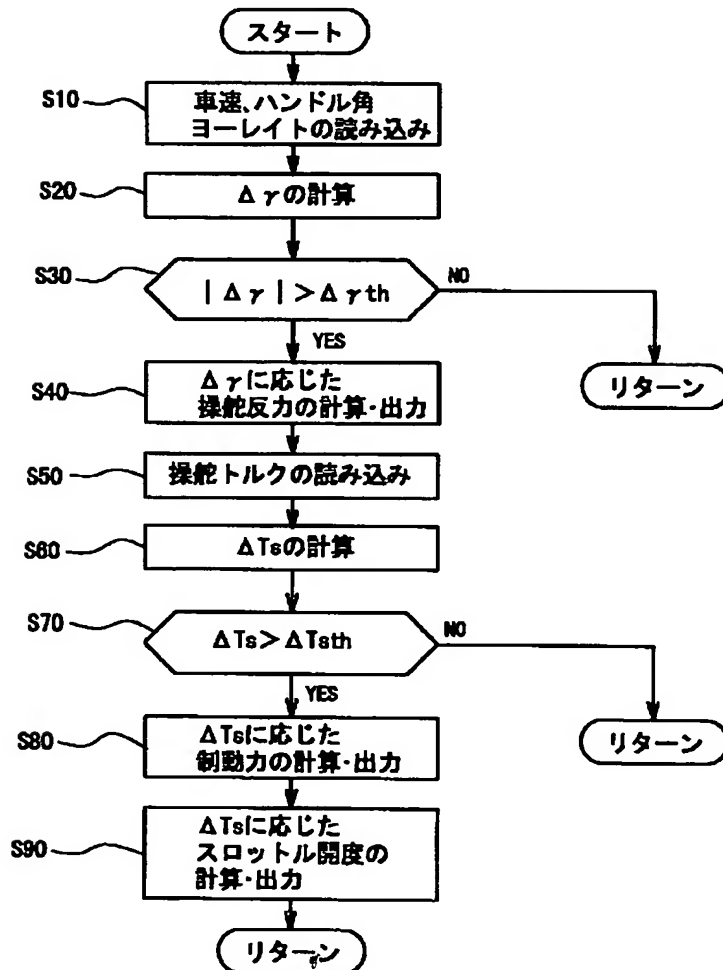 スタート
S10
車速、ハンドル角
ヨーレイトの読み込み
S20
Δγの計算
S30
|Δγ|>Δγth
NO
YES
リターン
S40
Δγに応じた
操舵反力の計算・出力
S50
操舵トルクの読み込み
S60
ΔTsの計算
S70
ΔTs>ΔTsth
NO
YES
リターン
S80
ΔTsに応じた
制動力の計算・出力
S90
ΔTsに応じた
スロットル開度の
計算・出力
リターン